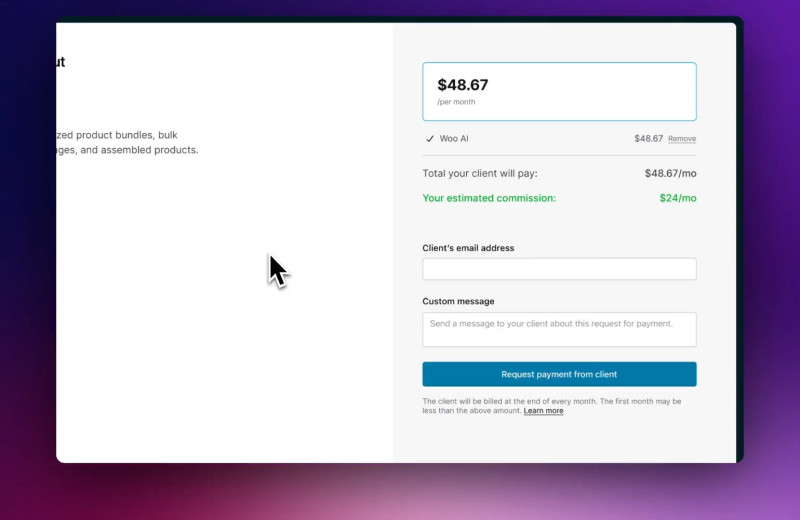 ut
zed product bundles, bulk
ges, and assembled products.
$48.67
/per month
Woo AI $48.67 Remove
Total your client will pay: $48.67/mo
Your estimated commission: $24/mo
Client's email address
Custom message
Send a message to your client about this request for payment.
Request payment from client
The client will be billed at the end of every month. The first month may be
less than the above amount. Learn more